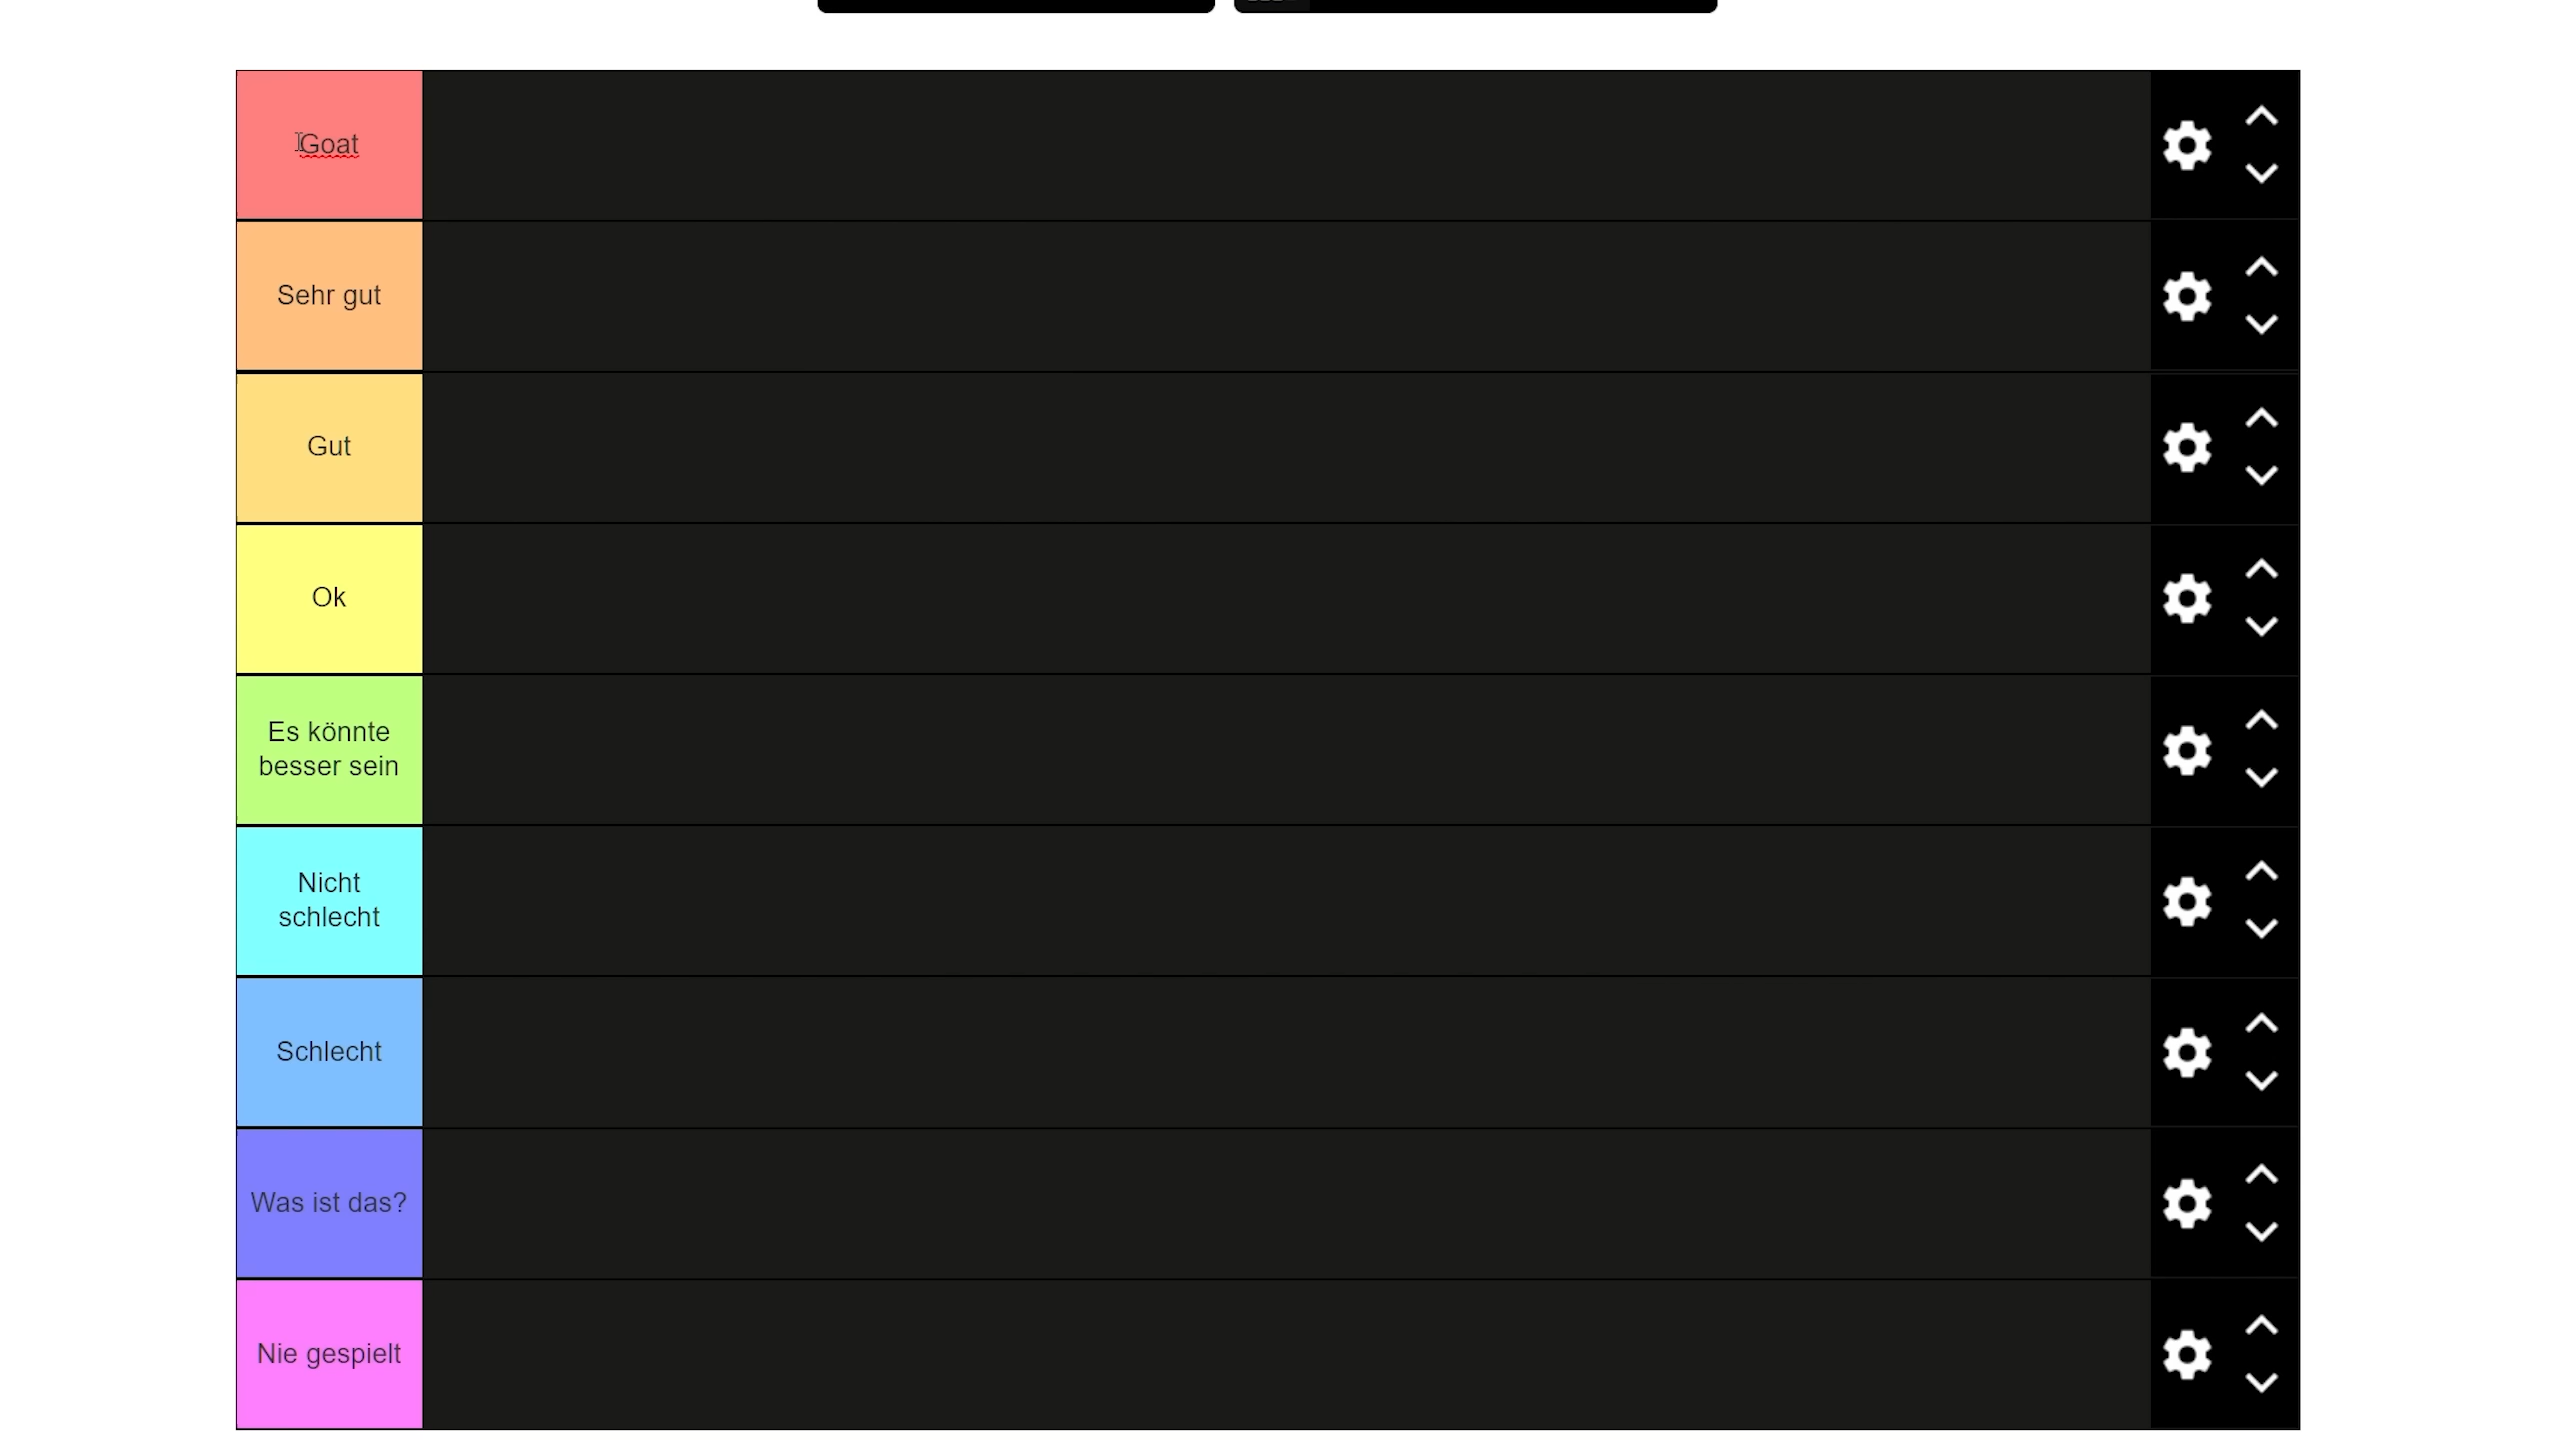 Goat
Sehr gut
Gut
Ok
Es könnte
besser sein
Nicht
schlecht
Schlecht
Was ist das?
Nie gespielt